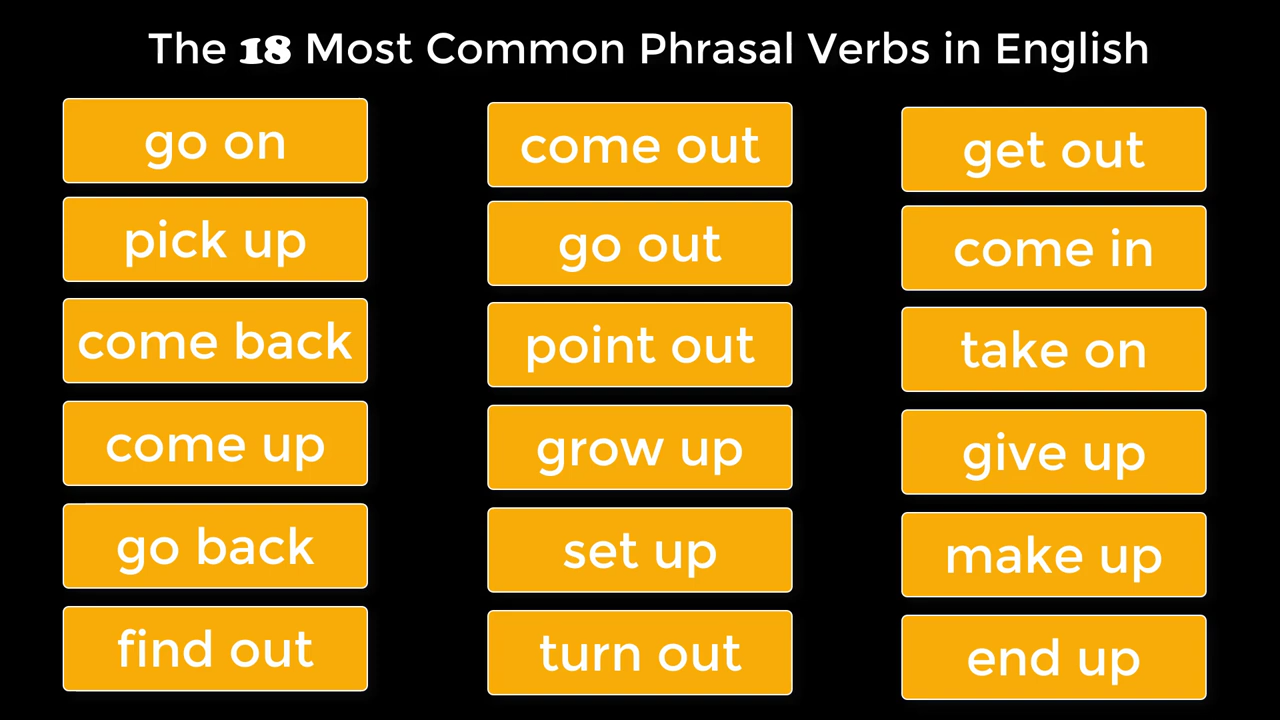 The 18 Most Common Phrasal Verbs in English
go on
pick up
come back
come up
go back
find out
come out
go out
point out
grow up
set up
turn out
get out
come in
take on
give up
make up
end up